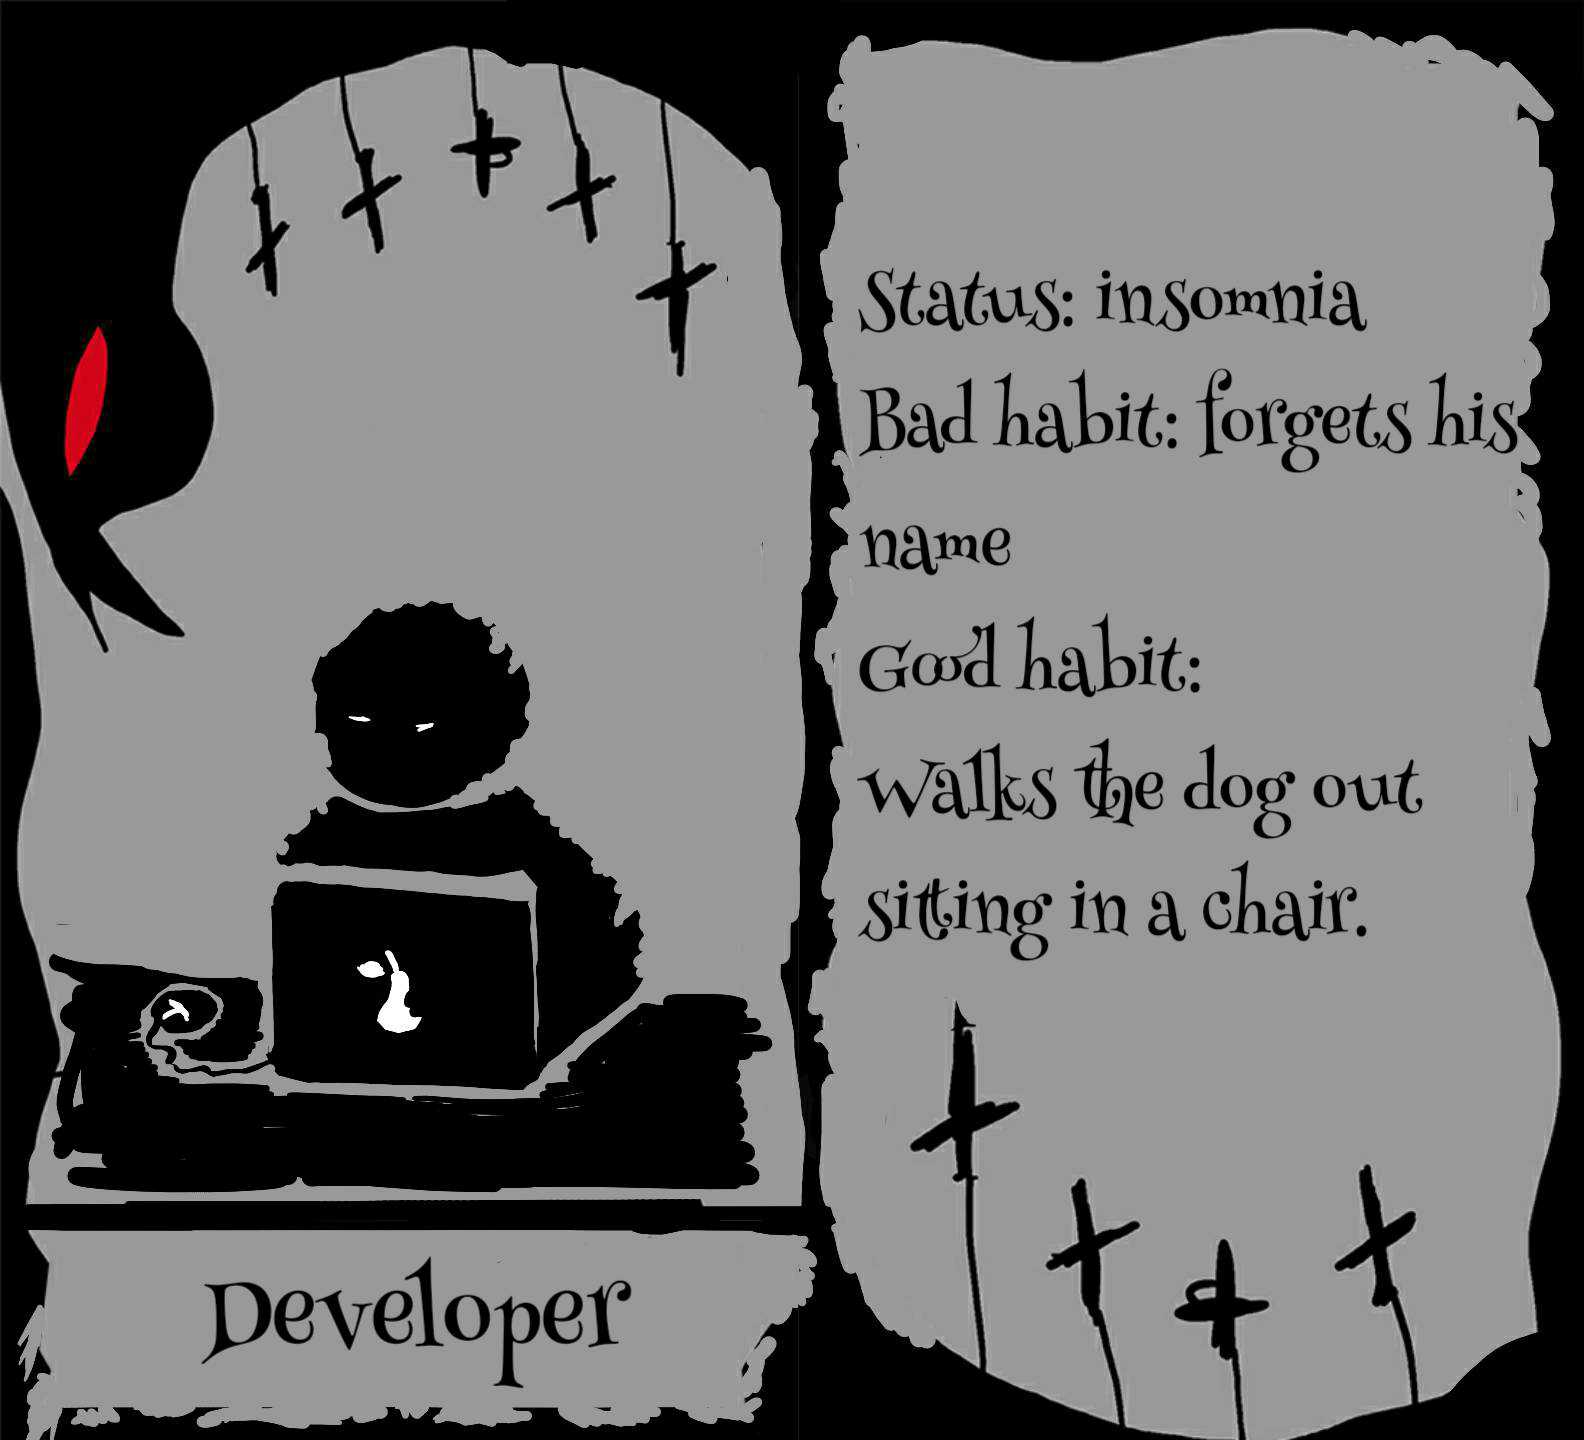 Status: insomnia
Bad habit: forgets his
name
Good habit:
Walks the dog out
sitting in a chair.
Developer